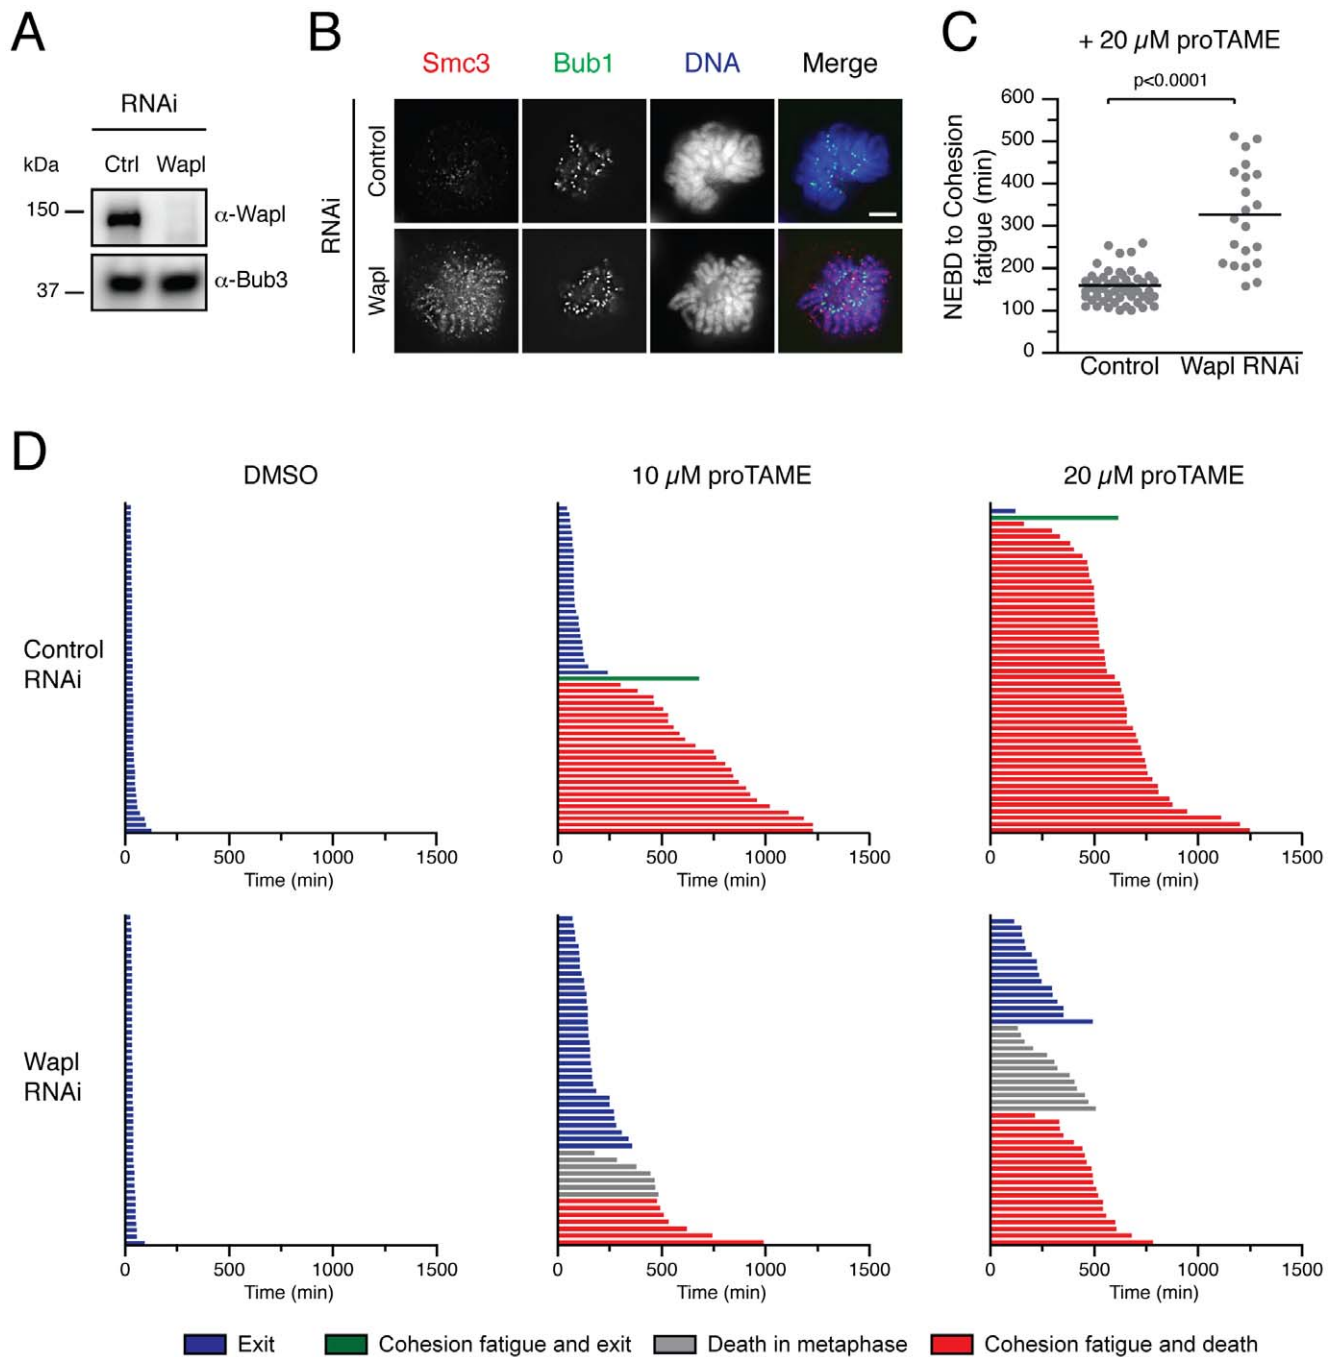 A
RNAi
kDa
Ctrl Wapl
150
α-Wapl
37
α-Bub3
B
Smc3 Bub1 DNA Merge
RNAi
Control
Wapl
C
+ 20 µM proTAME
p<0.0001
NEBD to Cohesion
fatigue (min)
600
500
400
300
200
100
0
Control Wapl RNAi
D
DMSO 10 µM proTAME 20 µM proTAME
Control
RNAi
0 500 1000 1500 0 500 1000 1500 0 500 1000 1500
Time (min) Time (min) Time (min)
Wapl
RNAi
0 500 1000 1500 0 500 1000 1500 0 500 1000 1500
Time (min) Time (min) Time (min)
Exit Cohesion fatigue and exit Death in metaphase Cohesion fatigue and death